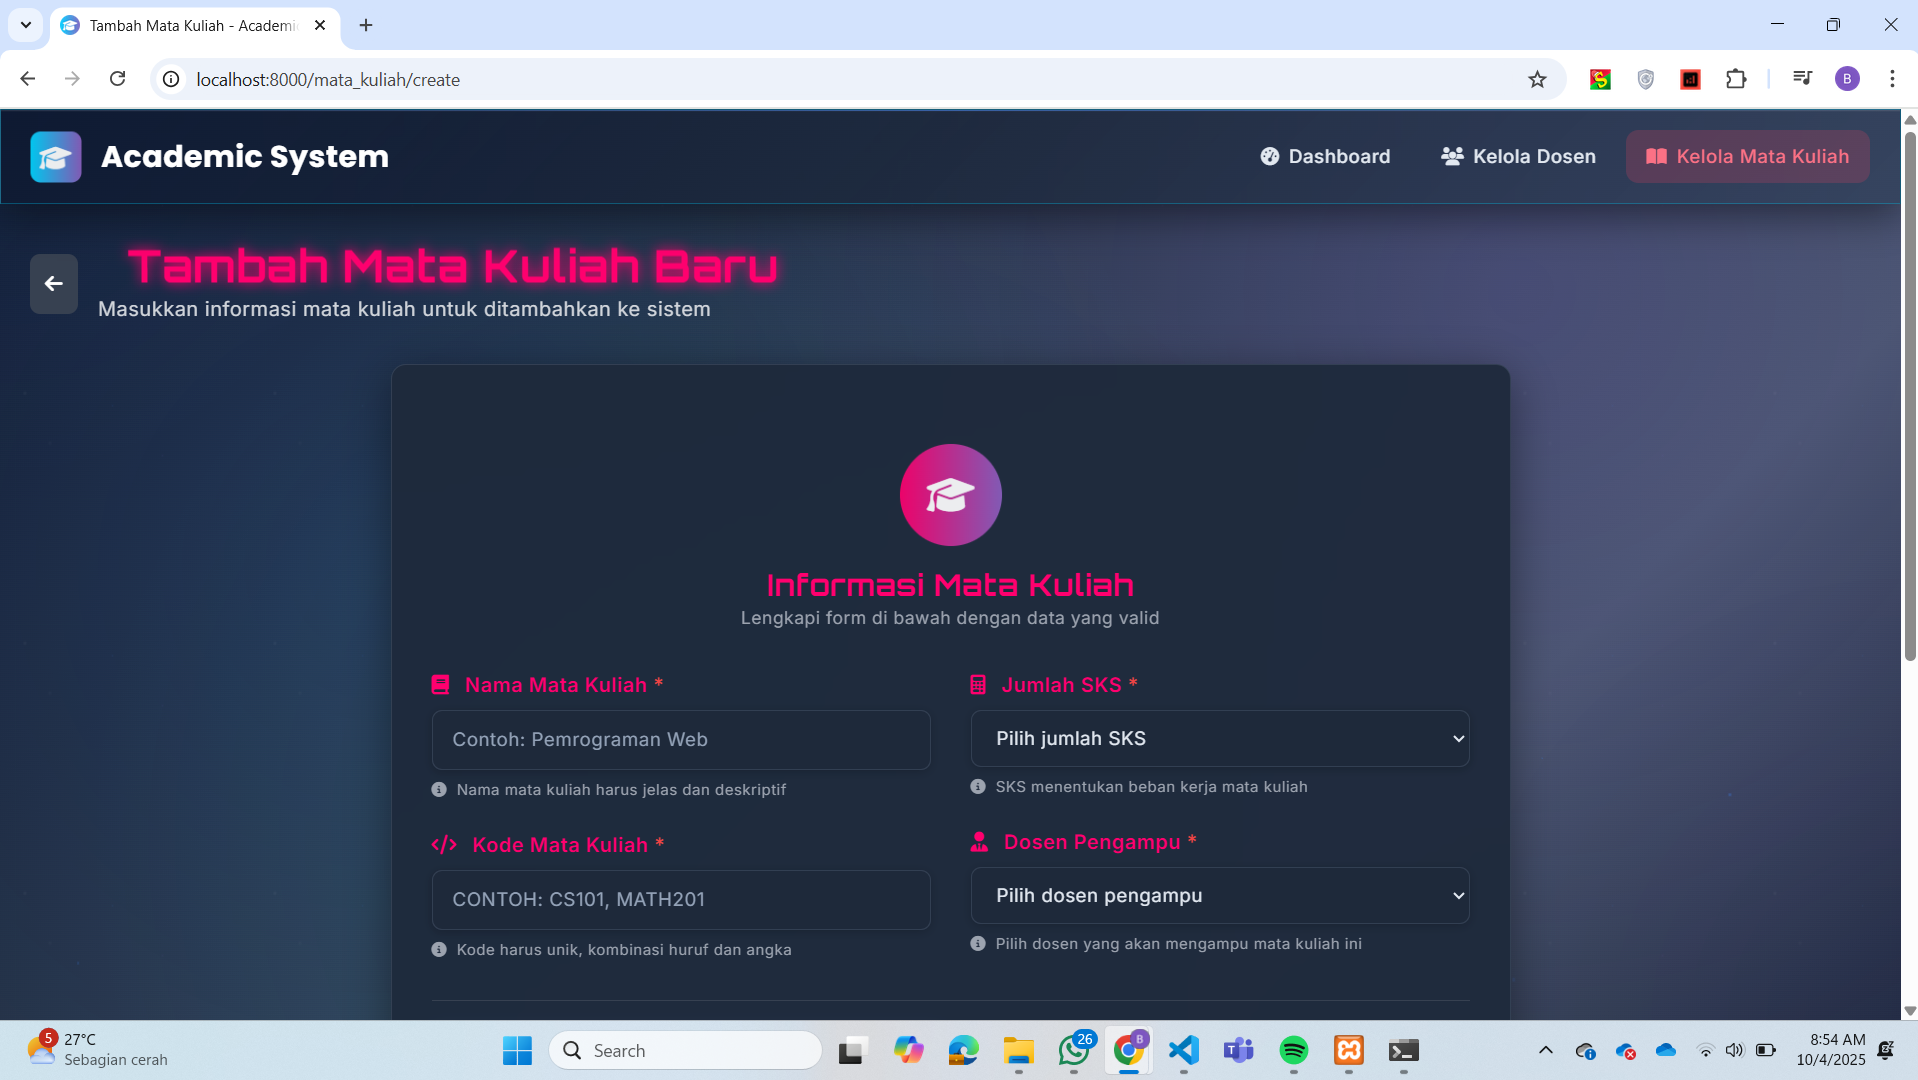 Tambah Mata Kuliah - Academi
localhost:8000/mata_kuliah/create
B
Academic System
Dashboard
Kelola Dosen
Kelola Mata Kuliah
Tambah Mata Kuliah Baru
Masukkan informasi mata kuliah untuk ditambahkan ke sistem
Informasi Mata Kuliah
Lengkapi form di bawah dengan data yang valid
Nama Mata Kuliah *
Contoh: Pemrograman Web
Nama mata kuliah harus jelas dan deskriptif
Jumlah SKS *
Pilih jumlah SKS
SKS menentukan beban kerja mata kuliah
Kode Mata Kuliah *
CONTOH: CS101, MATH201
Kode harus unik, kombinasi huruf dan angka
Dosen Pengampu *
Pilih dosen pengampu
Pilih dosen yang akan mengampu mata kuliah ini
5
27°C
Sebagian cerah
Search
26
B
8:54 AM
10/4/2025